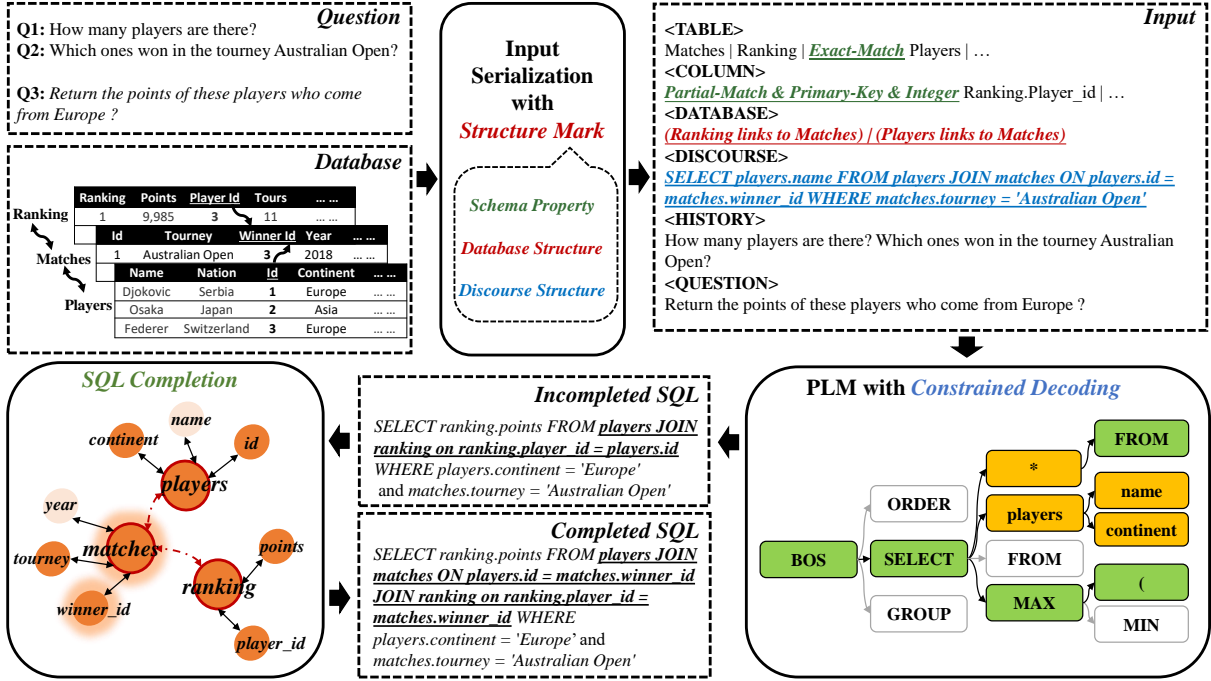 Question
Q1: How many players are there?
Q2: Which ones won in the tourney Australian Open?
Q3: Return the points of these players who come
from Europe ?
Database
Ranking Points Player Id Tours ... ...
1 9,985 3 11 ... ...
Id Tourney Winner Id Year ... ...
1 Australian Open 3 2018 ... ...
Name Nation Id Continent ... ...
Djokovic Serbia 1 Europe ... ...
Osaka Japan 2 Asia ... ...
Federer Switzerland 3 Europe ... ...
Ranking
Matches
Players
Input
Serialization
with
Structure Mark
Schema Property
Database Structure
Discourse Structure
Input
<TABLE>
Matches | Ranking | Exact-Match Players | …
<COLUMN>
Partial-Match & Primary-Key & Integer Ranking.Player_id | …
<DATABASE>
(Ranking links to Matches) | (Players links to Matches)
<DISCOURSE>
SELECT players.name FROM players JOIN matches ON players.id =
matches.winner_id WHERE matches.tourney = 'Australian Open'
<HISTORY>
How many players are there? Which ones won in the tourney Australian
Open?
<QUESTION>
Return the points of these players who come from Europe ?
SQL Completion
name
continent
id
players
year
matches
tourney
points
ranking
winner_id
player_id
Incompleted SQL
SELECT ranking.points FROM players JOIN
ranking on ranking.player_id = players.id
WHERE players.continent = 'Europe'
and matches.tourney = 'Australian Open'
Completed SQL
SELECT ranking.points FROM players JOIN
matches ON players.id = matches.winner_id
JOIN ranking on ranking.player_id =
matches.winner_id WHERE
players.continent = 'Europe' and
matches.tourney = 'Australian Open'
PLM with Constrained Decoding
BOS
ORDER
SELECT
GROUP
*
players
FROM
MAX
FROM
name
continent
(
MIN